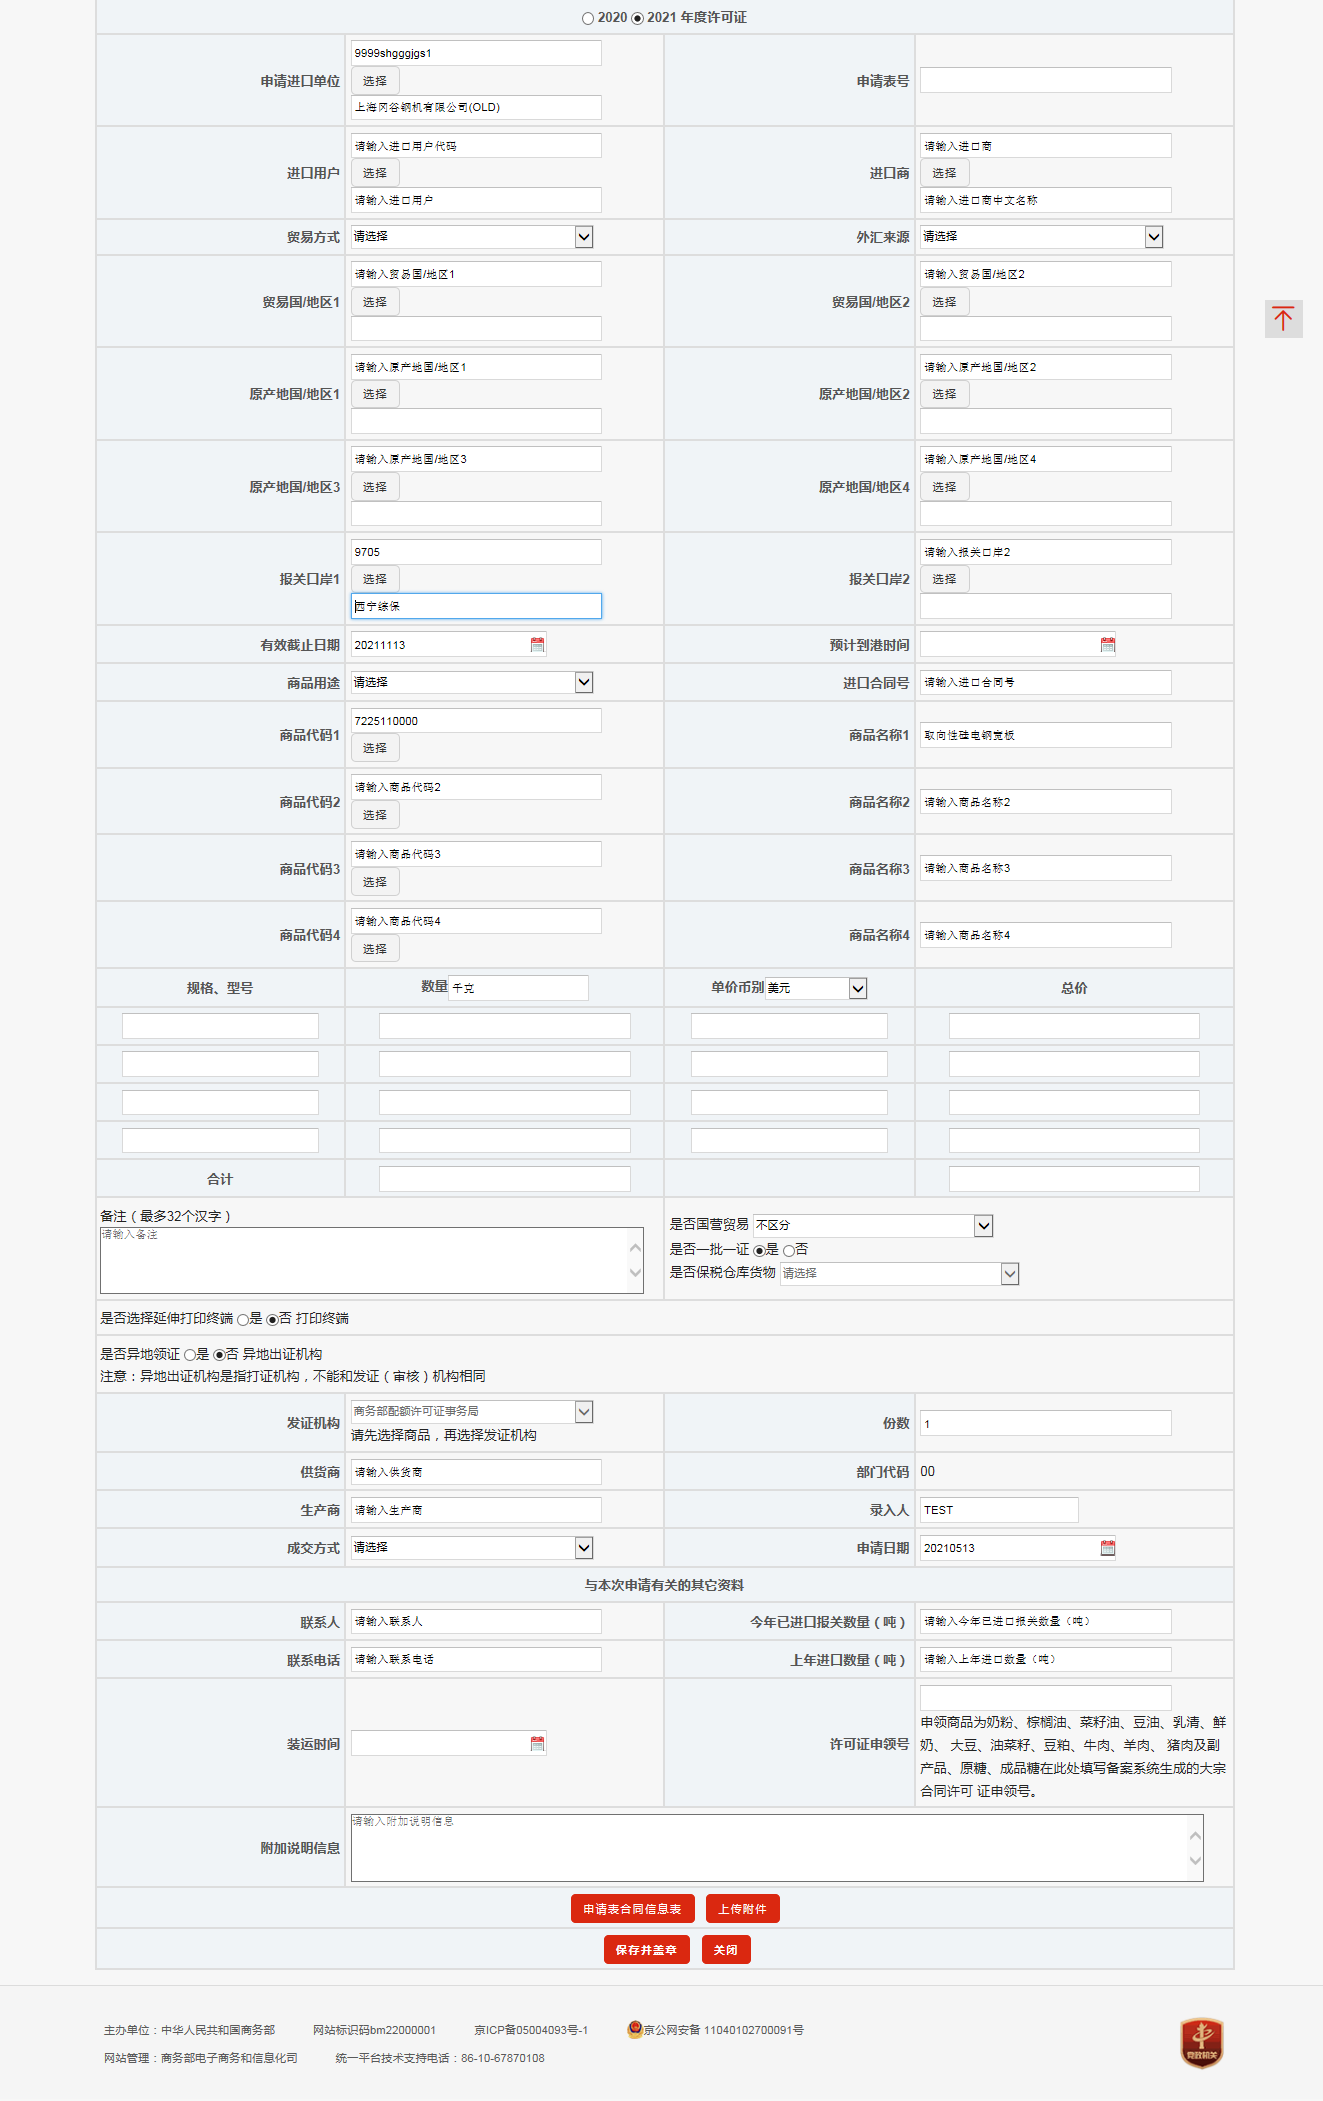 2020 2021 年度许可证
申请进口单位 9999shgggjgs1 申请表号
选择
上海冈谷钢机有限公司(OLD)
进口用户 请输入进口用户代码 进口商 请输入进口商
选择 选择
请输入进口用户 请输入进口商中文名称
贸易方式 请选择 外汇来源 请选择
贸易国/地区1 请输入贸易国/地区1 贸易国/地区2 请输入贸易国/地区2
选择 选择
原产地国/地区1 请输入原产地国/地区1 原产地国/地区2 请输入原产地国/地区2
选择 选择
原产地国/地区3 请输入原产地国/地区3 原产地国/地区4 请输入原产地国/地区4
选择 选择
报关口岸1 9705 报关口岸2 请输入报关口岸2
选择 选择
西宁综保
有效截止日期 20211113 预计到港时间
商品用途 请选择 进口合同号 请输入进口合同号
商品代码1 7225110000 商品名称1 取向性硅电钢宽板
选择
商品代码2 请输入商品代码2 商品名称2 请输入商品名称2
选择
商品代码3 请输入商品代码3 商品名称3 请输入商品名称3
选择
商品代码4 请输入商品代码4 商品名称4 请输入商品名称4
选择
规格、型号 数量 千克 单价币别 美元 总价
合计
备注（最多32个汉字）
请输入备注
是否国营贸易 不区分
是否一批一证 是 否
是否保税仓库货物 请选择
是否选择延伸打印终端 是 否 打印终端
是否异地领证 是 否 异地出证机构
注意：异地出证机构是指打证机构，不能和发证（审核）机构相同
发证机构 商务部配额许可证事务局 份数 1
请先选择商品，再选择发证机构
供货商 请输入供货商 部门代码 00
生产商 请输入生产商 录入人 TEST
成交方式 请选择 申请日期 20210513
与本次申请有关的其它资料
联系人 请输入联系人 今年已进口报关数量（吨） 请输入今年已进口报关数量（吨）
联系电话 请输入联系电话 上年进口数量（吨） 请输入上年进口数量（吨）
装运时间 许可证申领号
申领商品为奶粉、棕榈油、菜籽油、豆油、乳清、鲜
奶、 大豆、油菜籽、豆粕、牛肉、羊肉、 猪肉及副
产品、原糖、成品糖在此处填写备案系统生成的大宗
合同许可 证申领号。
附加说明信息 请输入附加说明信息
申请表合同信息表 上传附件
保存并盖章 关闭
主办单位：中华人民共和国商务部 网站标识码bm22000001 京ICP备05004093号-1 京公网安备 11040102700091号
网站管理：商务部电子商务和信息化司 统一平台技术支持电话：86-10-67870108
党政机关